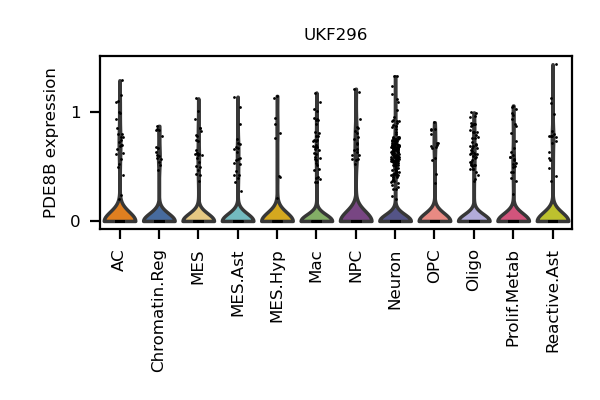 UKF296
PDE8B expression
1
0
AC
Chromatin.Reg
MES
MES.Ast
MES.Hyp
Mac
NPC
Neuron
OPC
Oligo
Prolif.Metab
Reactive.Ast